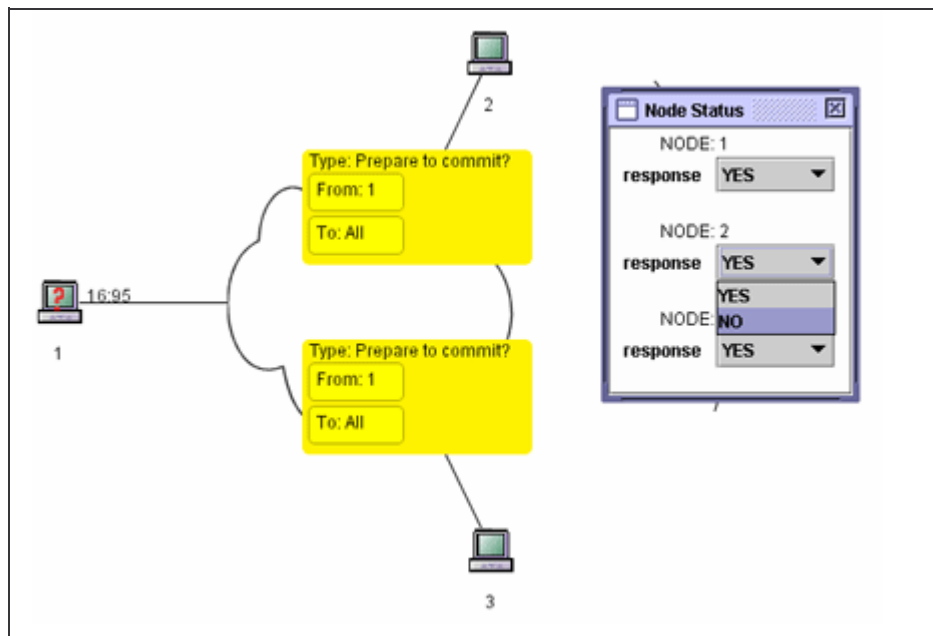 2
Type: Prepare to commit?
From: 1
To: All
16:95
1
Type: Prepare to commit?
From: 1
To: All
3
Node Status
NODE: 1
response YES
NODE: 2
response YES
YES
NODE: NO
response YES